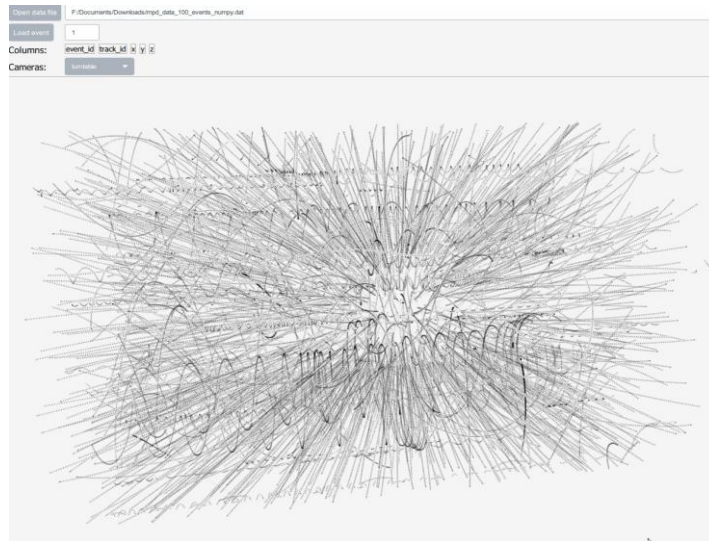 Open data file F:/Documents/Downloads/mpd_data_100_events_numpy.dat
Load event 1
Columns: event_id track_id x y z
Cameras: turntable